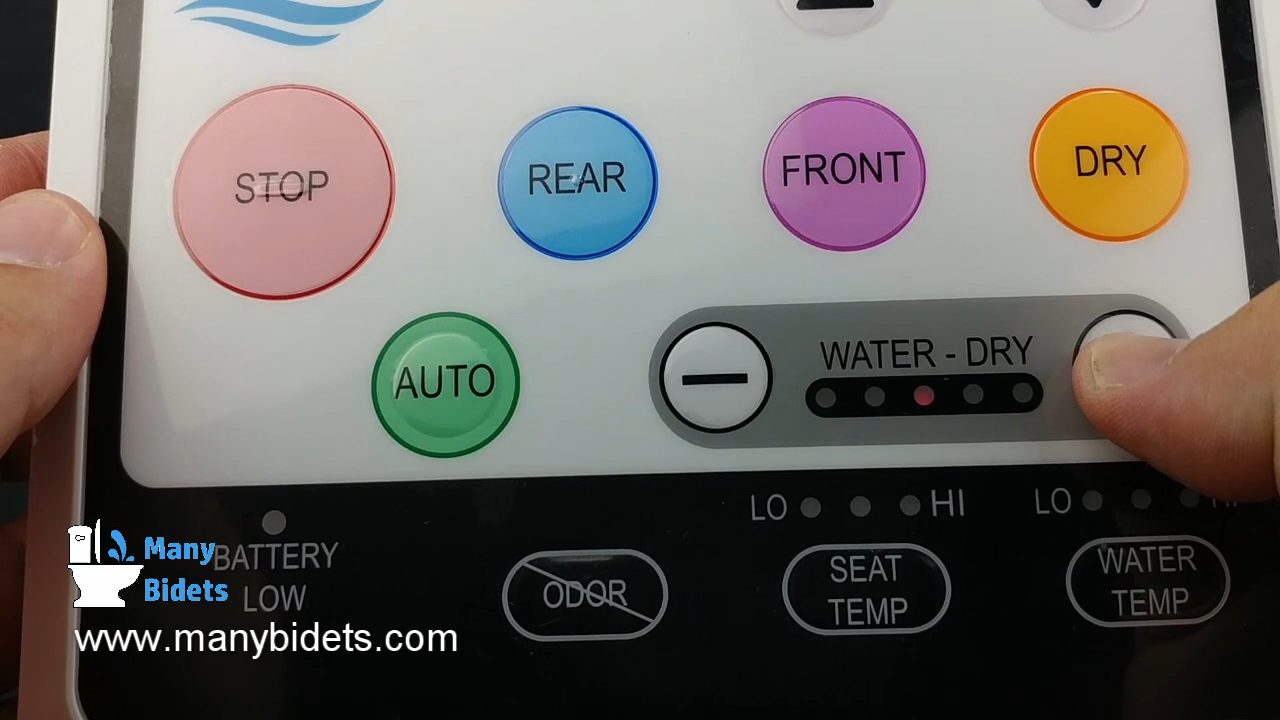 STOP
REAR
FRONT
DRY
AUTO
WATER - DRY
LO HI
LO
BATTERY
LOW
ODOR
SEAT
TEMP
WATER
TEMP
Many
Bidets
www.manybidets.com